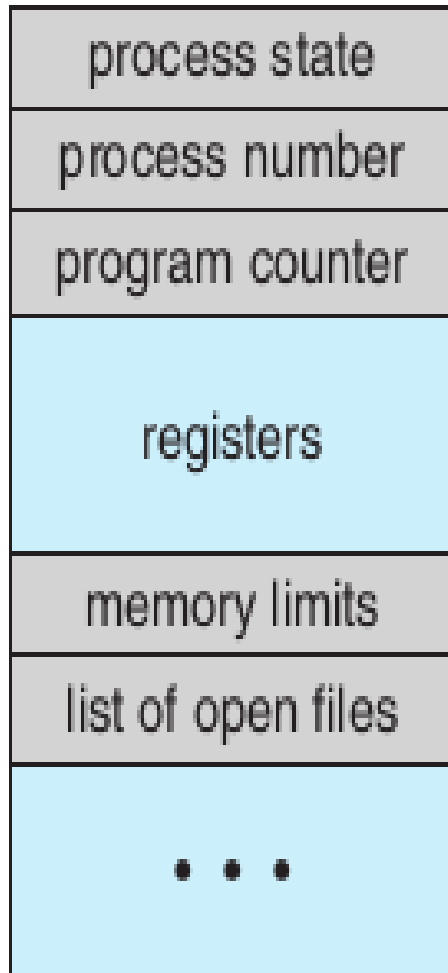 process state
process number
program counter
registers
memory limits
list of open files
• • •